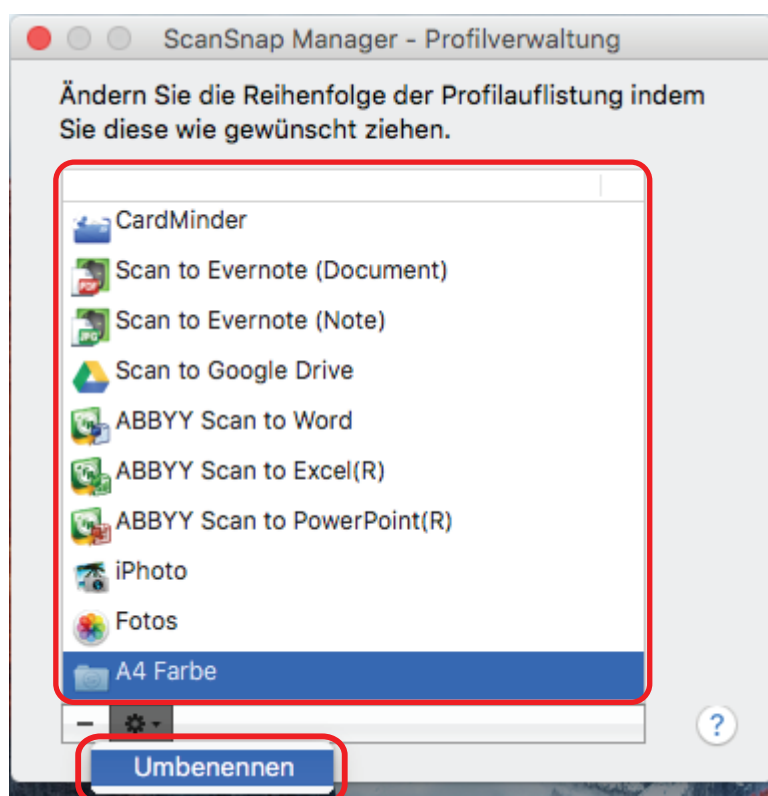 ScanSnap Manager - Profilverwaltung
Ändern Sie die Reihenfolge der Profilauflistung indem
Sie diese wie gewünscht ziehen.
CardMinder
Scan to Evernote (Document)
Scan to Evernote (Note)
Scan to Google Drive
ABBYY Scan to Word
ABBYY Scan to Excel(R)
ABBYY Scan to PowerPoint(R)
iPhoto
Fotos
A4 Farbe
?
Umbenennen